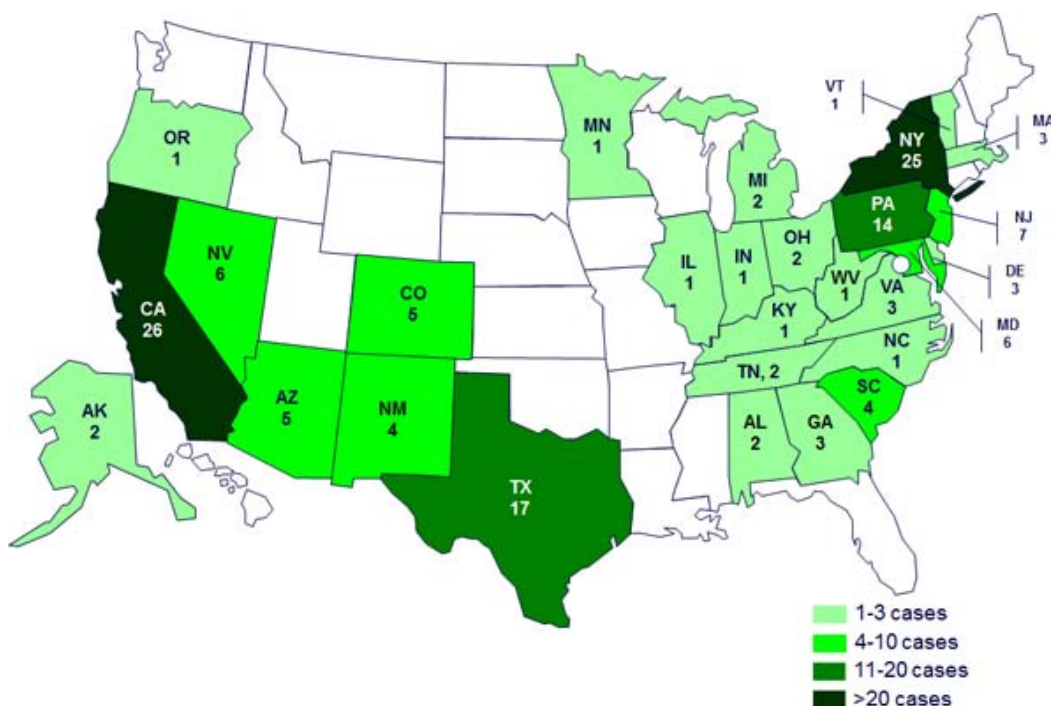 VT
1
MA
3
OR
1
MN
1
NY
25
MI
2
PA
14
NJ
7
NV
6
OH
2
IL
1
IN
1
DE
3
CO
5
WV
1
VA
3
CA
26
KY
1
MD
6
NC
1
TN, 2
AZ
5
NM
4
SC
4
AK
2
AL
2
GA
3
TX
17
1-3 cases
4-10 cases
11-20 cases
>20 cases